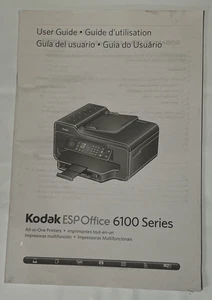 User Guide • Guide d'utilisation
Guía del usuario • Guia do Usuário
Kodak ESP Office 6100 Series
All-in-One Printers • Imprimantes tout-en-un
Impresoras multifunción • Impressoras Multifuncionais